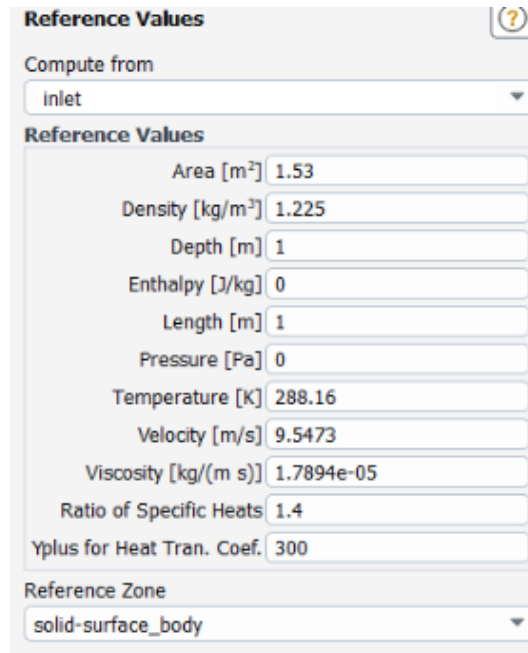 Reference Values
?
Compute from
inlet
Reference Values
Area [m²] 1.53
Density [kg/m³] 1.225
Depth [m] 1
Enthalpy [J/kg] 0
Length [m] 1
Pressure [Pa] 0
Temperature [K] 288.16
Velocity [m/s] 9.5473
Viscosity [kg/(m s)] 1.7894e-05
Ratio of Specific Heats 1.4
Yplus for Heat Tran. Coef. 300
Reference Zone
solid-surface_body